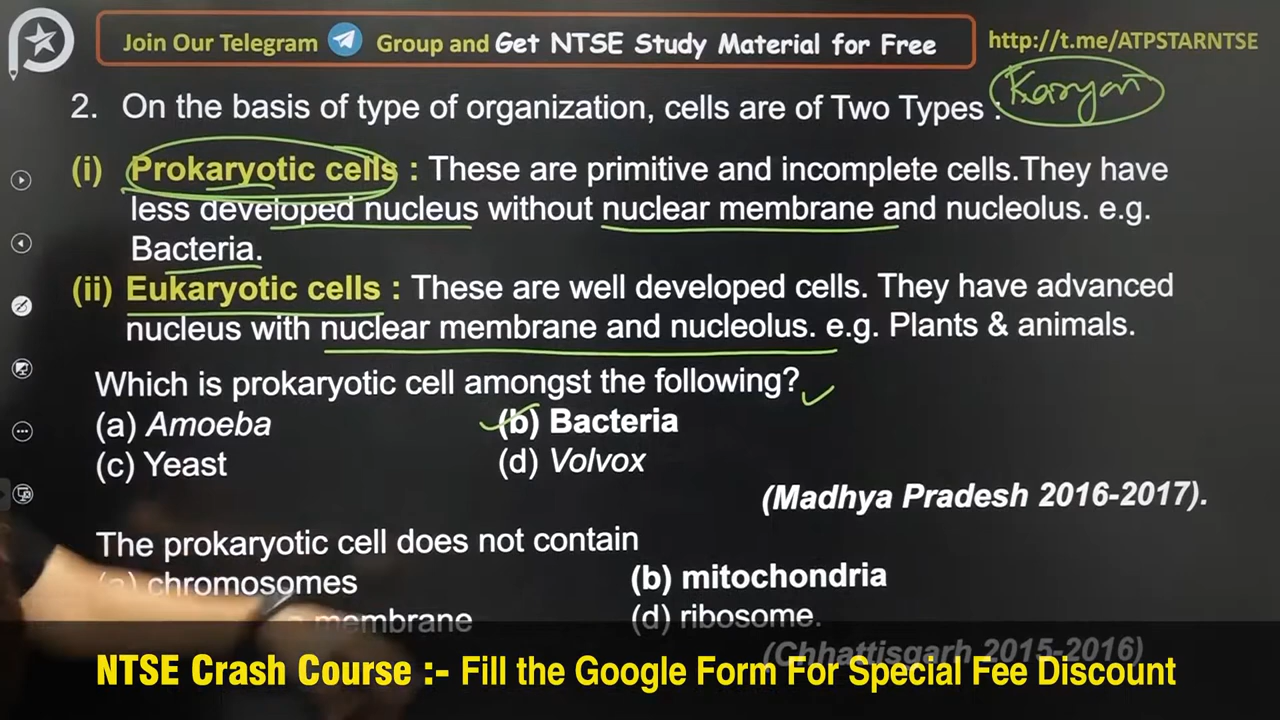 Join Our Telegram Group and Get NTSE Study Material for Free
http://t.me/ATPSTARNTSE
Karyon
2. On the basis of type of organization, cells are of Two Types :
(i) Prokaryotic cells : These are primitive and incomplete cells.They have
less developed nucleus without nuclear membrane and nucleolus. e.g.
Bacteria.
(ii) Eukaryotic cells : These are well developed cells. They have advanced
nucleus with nuclear membrane and nucleolus. e.g. Plants & animals.
Which is prokaryotic cell amongst the following?
(a) Amoeba (b) Bacteria
(c) Yeast (d) Volvox
(Madhya Pradesh 2016-2017).
The prokaryotic cell does not contain
(a) chromosomes (b) mitochondria
membrane (d) ribosome.
(Chhattisgarh 2015-2016)
NTSE Crash Course :- Fill the Google Form For Special Fee Discount